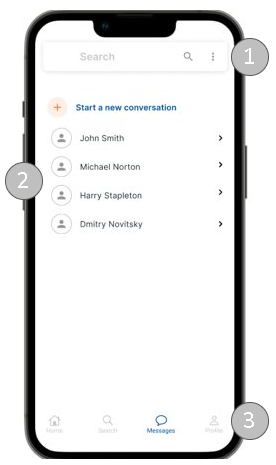 Search
1
Start a new conversation
John Smith
Michael Norton
2
Harry Stapleton
Dmitry Novitsky
Home Search Messages Profile
3